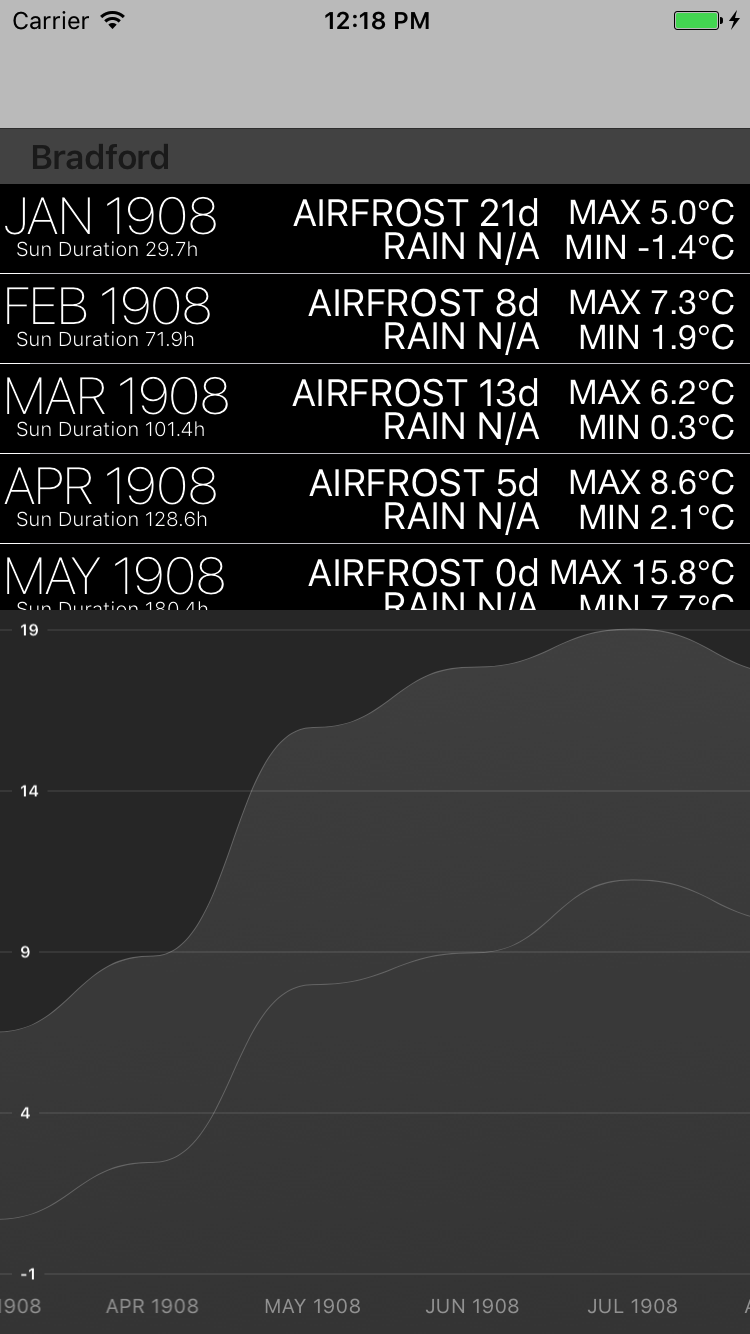 Carrier 12:18 PM
Bradford
JAN 1908 AIRFROST 21d MAX 5.0°C
Sun Duration 29.7h RAIN N/A MIN -1.4°C
FEB 1908 AIRFROST 8d MAX 7.3°C
Sun Duration 71.9h RAIN N/A MIN 1.9°C
MAR 1908 AIRFROST 13d MAX 6.2°C
Sun Duration 101.4h RAIN N/A MIN 0.3°C
APR 1908 AIRFROST 5d MAX 8.6°C
Sun Duration 128.6h RAIN N/A MIN 2.1°C
MAY 1908 AIRFROST 0d MAX 15.8°C
Sun Duration 180.4h RAIN N/A MIN 7.7°C
19
14
9
4
-1
1908 APR 1908 MAY 1908 JUN 1908 JUL 1908